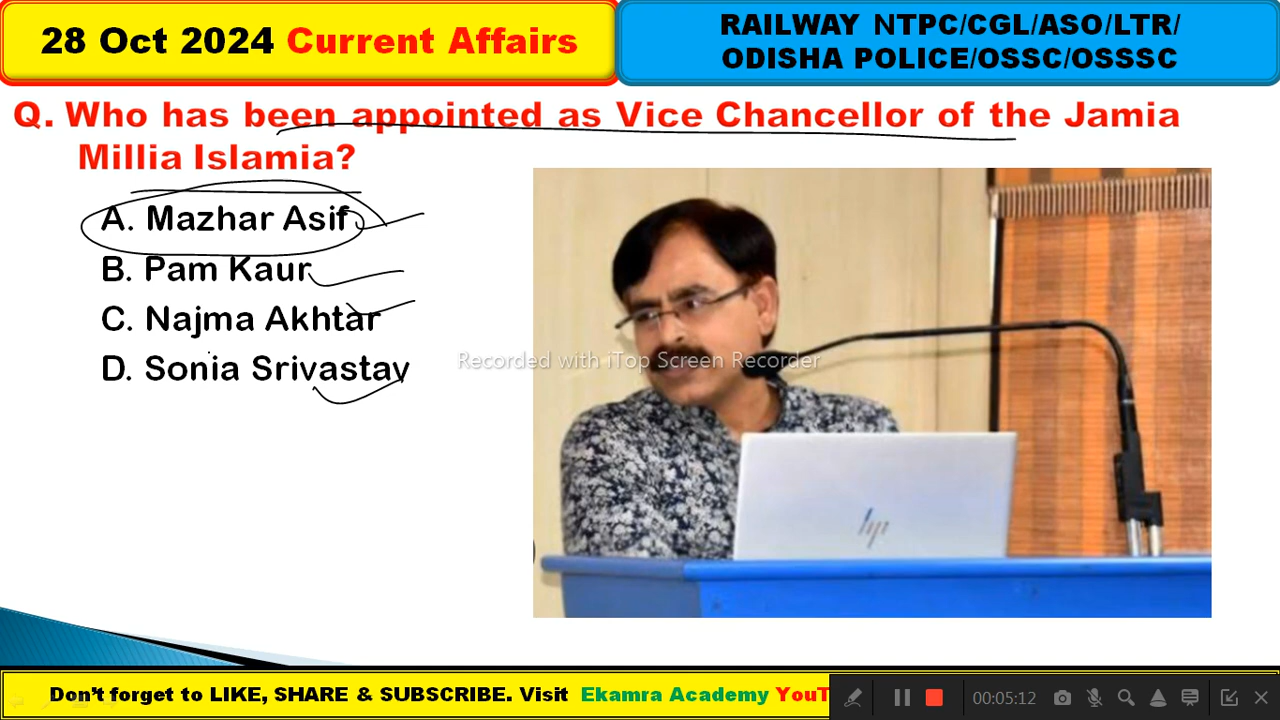 28 Oct 2024 Current Affairs
RAILWAY NTPC/CGL/ASO/LTR/
ODISHA POLICE/OSSC/OSSSC
Q. Who has been appointed as Vice Chancellor of the Jamia
Millia Islamia?
A. Mazhar Asif
B. Pam Kaur
C. Najma Akhtar
D. Sonia Srivastav
Recorded with iTop Screen Recorder
hp
Don't forget to LIKE, SHARE & SUBSCRIBE. Visit Ekamra Academy YouT
00:05:12